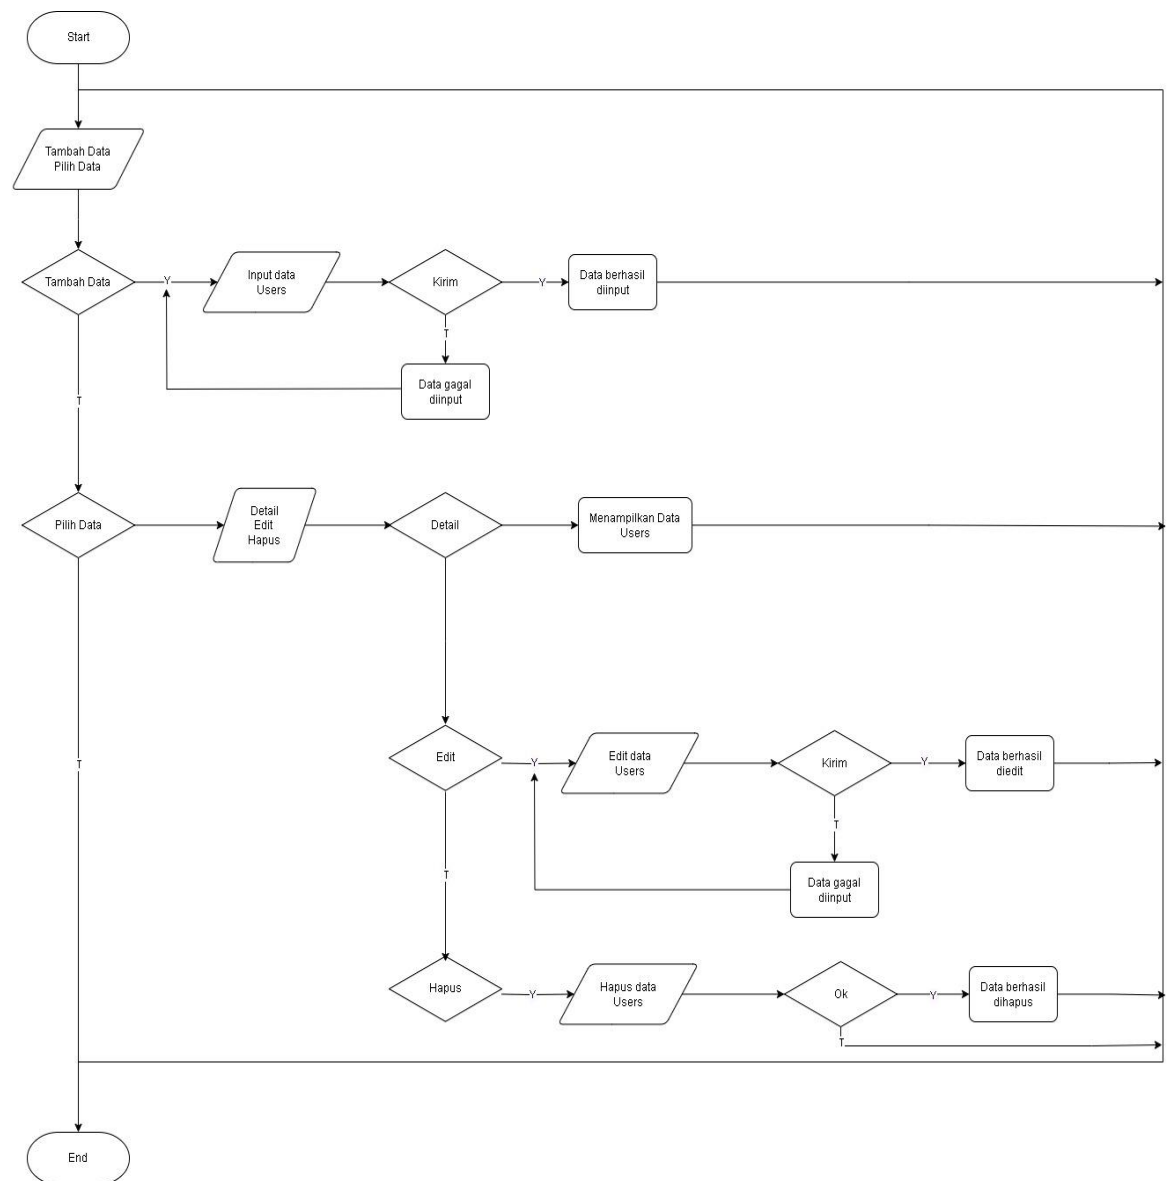 Start
Tambah Data
Pilih Data
Tambah Data
Y
Input data
Users
Kirim
Y
Data berhasil
diinput
T
Data gagal
diinput
T
Pilih Data
Detail
Edit
Hapus
Detail
Menampilkan Data
Users
T
Edit
Y
Edit data
Users
Kirim
Y
Data berhasil
diedit
T
Data gagal
diinput
T
Hapus
Y
Hapus data
Users
Ok
Y
Data berhasil
dihapus
T
End